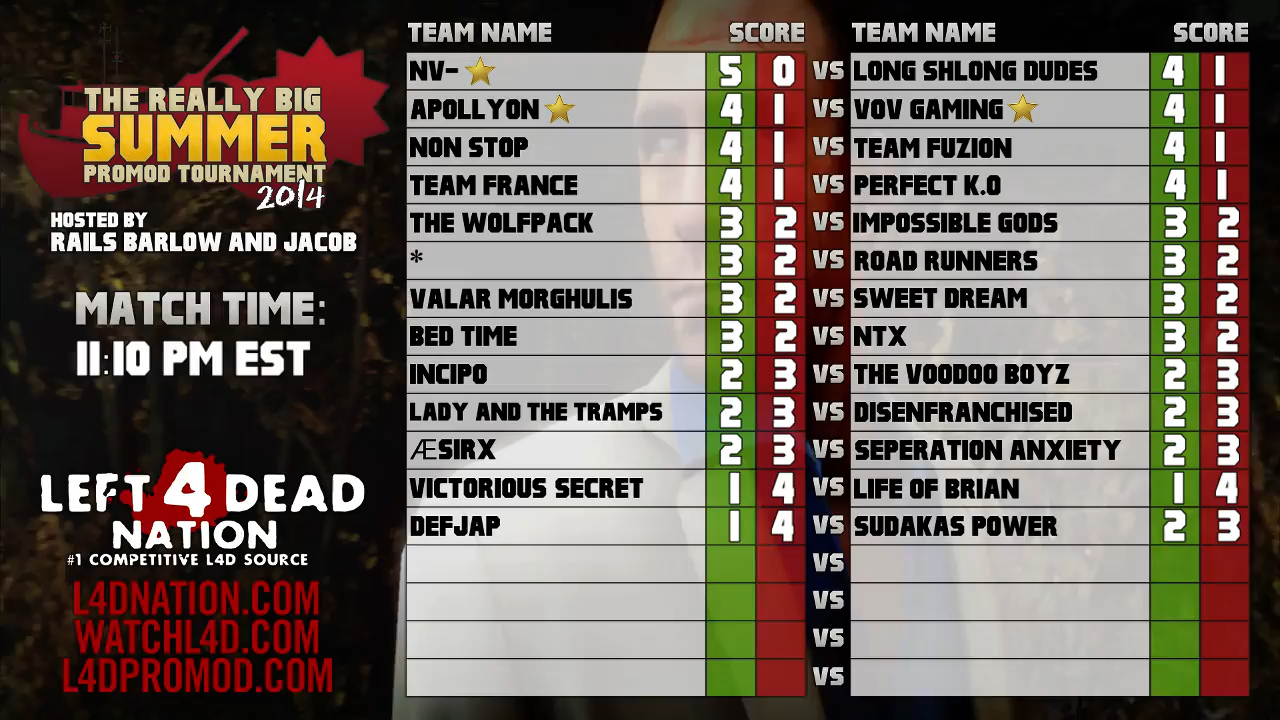 THE REALLY BIG
SUMMER
PROMOD TOURNAMENT
2014
HOSTED BY
RAILS BARLOW AND JACOB
MATCH TIME:
11:10 PM EST
LEFT 4 DEAD
NATION
#1 COMPETITIVE L4D SOURCE
L4DNATION.COM
WATCHL4D.COM
L4DPROMOD.COM
TEAM NAME SCORE TEAM NAME SCORE
NV- 5 0 VS LONG SHLONG DUDES 4 1
APOLLYON 4 1 VS VOV GAMING 4 1
NON STOP 4 1 VS TEAM FUZION 4 1
TEAM FRANCE 4 1 VS PERFECT K.O 4 1
THE WOLFPACK 3 2 VS IMPOSSIBLE GODS 3 2
* 3 2 VS ROAD RUNNERS 3 2
VALAR MORGHULIS 3 2 VS SWEET DREAM 3 2
BED TIME 3 2 VS NTX 3 2
INCIPO 2 3 VS THE VOODOO BOYZ 2 3
LADY AND THE TRAMPS 2 3 VS DISENFRANCHISED 2 3
ÆSIRX 2 3 VS SEPERATION ANXIETY 2 3
VICTORIOUS SECRET 1 4 VS LIFE OF BRIAN 1 4
DEFJAP 1 4 VS SUDAKAS POWER 2 3
VS
VS
VS
VS